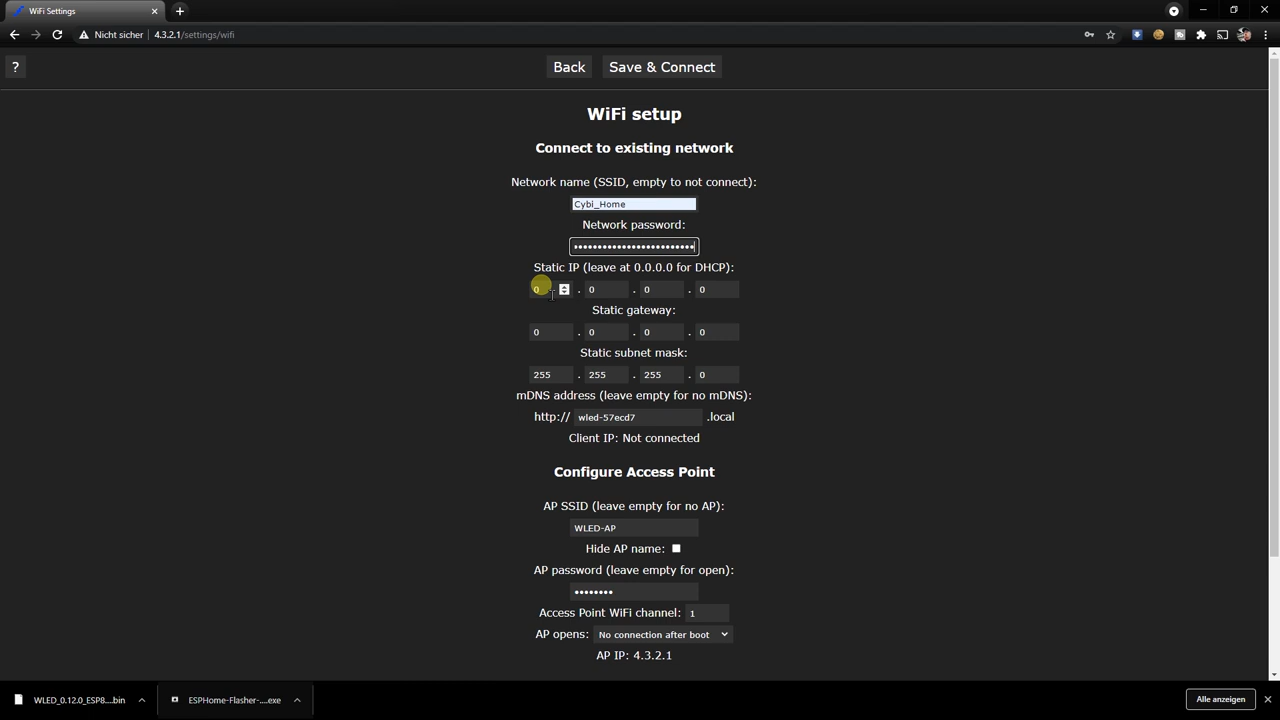 WiFi Settings
Nicht sicher
4.3.2.1/settings/wifi
?
Back
Save & Connect
WiFi setup
Connect to existing network
Network name (SSID, empty to not connect):
Cybi_Home
Network password:
••••••••••••••••••••••••••
Static IP (leave at 0.0.0.0 for DHCP):
0 . 0 . 0 . 0
Static gateway:
0 . 0 . 0 . 0
Static subnet mask:
255 . 255 . 255 . 0
mDNS address (leave empty for no mDNS):
http:// wled-57ecd7 .local
Client IP: Not connected
Configure Access Point
AP SSID (leave empty for no AP):
WLED-AP
Hide AP name:
AP password (leave empty for open):
••••••••
Access Point WiFi channel: 1
AP opens: No connection after boot
AP IP: 4.3.2.1
WLED_0.12.0_ESP8....bin
ESPHome-Flasher-....exe
Alle anzeigen